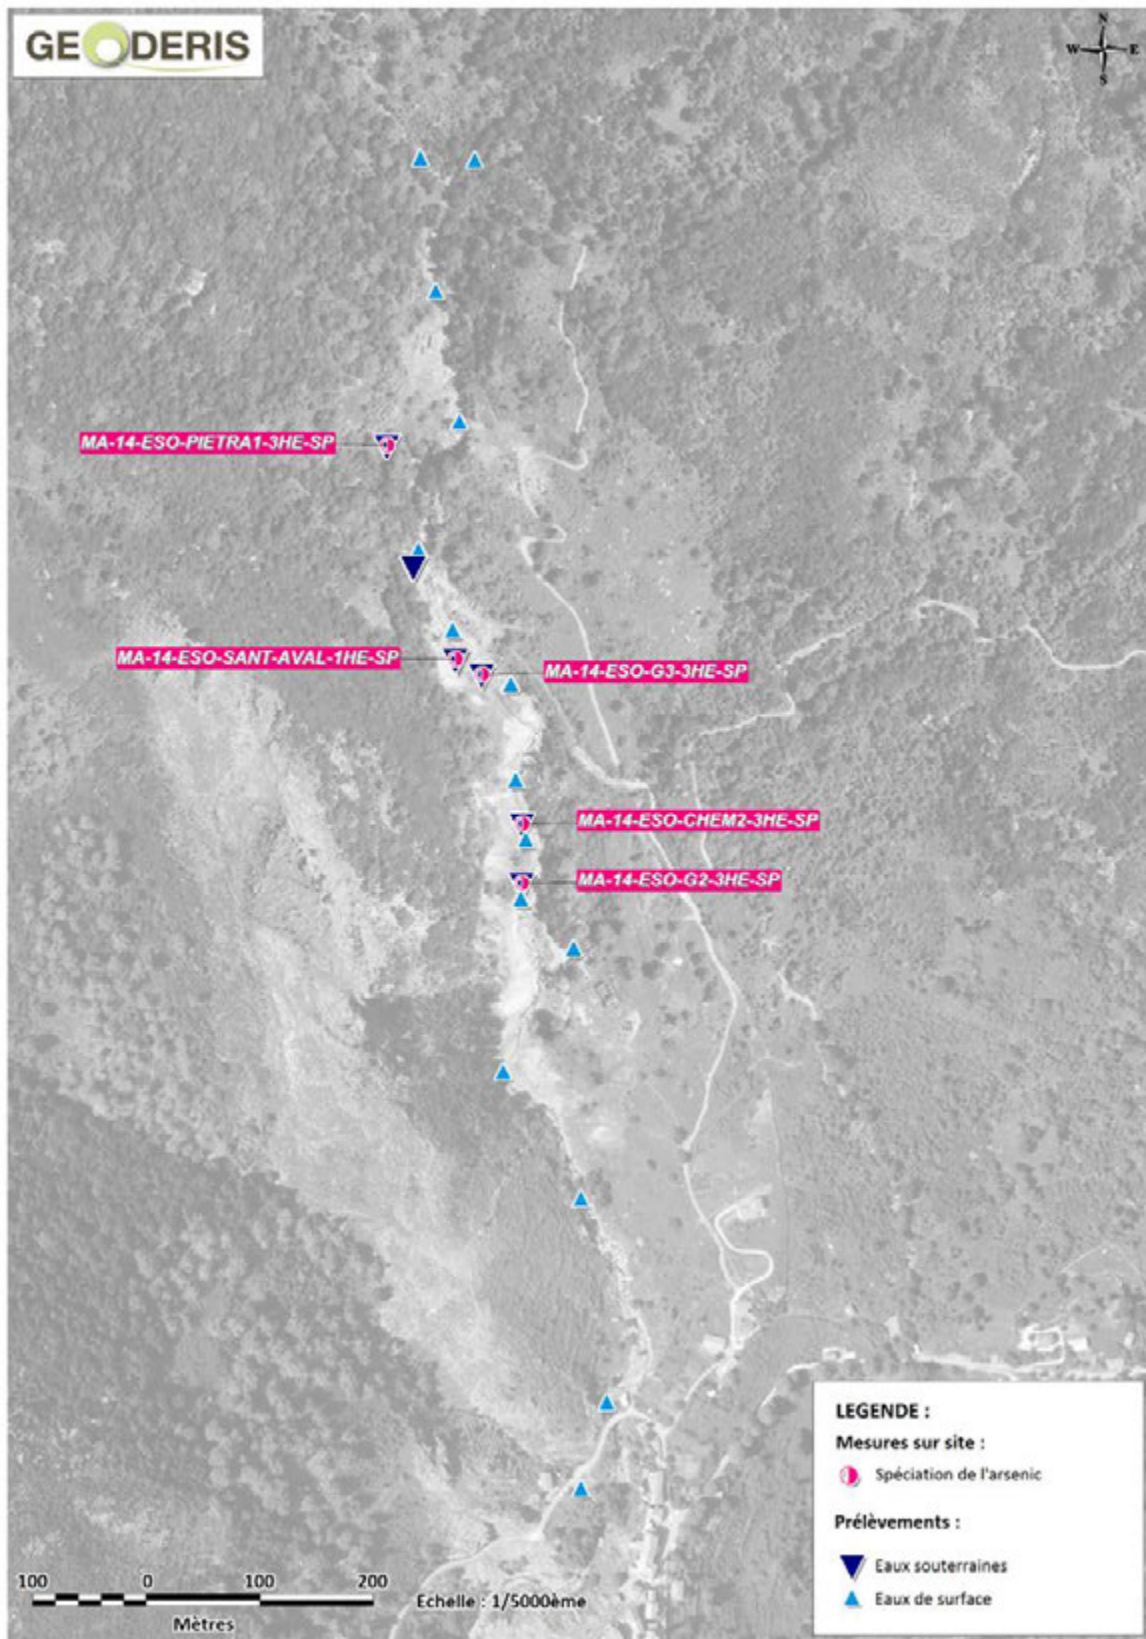 GEODERIS
N
W E
S
MA-14-ESO-PIETRA1-3HE-SP
MA-14-ESO-SANT-AVAL-1HE-SP
MA-14-ESO-G3-3HE-SP
MA-14-ESO-CHEM2-3HE-SP
MA-14-ESO-G2-3HE-SP
LEGENDE :
Mesures sur site :
Spéciation de l'arsenic
Prélèvements :
Eaux souterraines
Eaux de surface
100 0 100 200
Mètres
Echelle : 1/5000ème